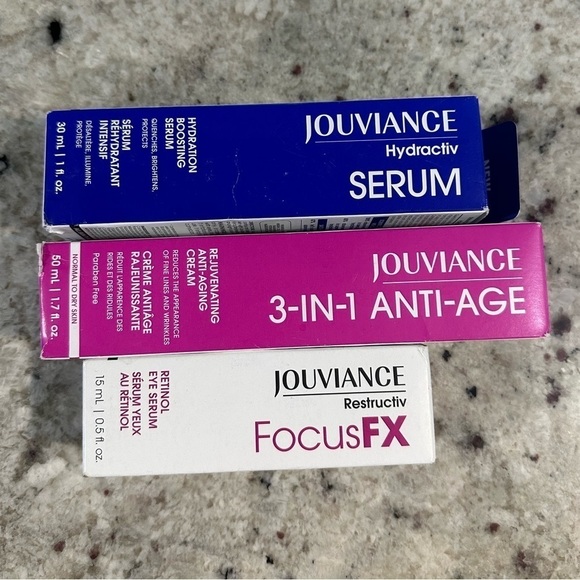 JOUVIANCE
Hydractiv
SERUM
HYDRATION
BOOSTING
SERUM
QUENCHES, BRIGHTENS,
PROTECTS
SÉRUM
RÉHYDRATANT
INTENSIF
DÉSALTÈRE, ILLUMINE,
PROTÈGE
30 mL | 1 fl. oz.
JOUVIANCE
3-IN-1 ANTI-AGE
REJUVENATING
ANTI-AGING
CREAM
REDUCES THE APPEARANCE
OF FINE LINES AND WRINKLES
CRÈME ANTIÂGE
RAJEUNISSANTE
RÉDUIT L'APPARENCE DES
RIDES ET DES RIDULES
Paraben Free
NORMAL TO DRY SKIN
50 mL | 1.7 fl. oz.
JOUVIANCE
Restructiv
FocusFX
RETINOL
EYE SERUM
SÉRUM YEUX
AU RÉTINOL
15 mL | 0.5 fl. oz.